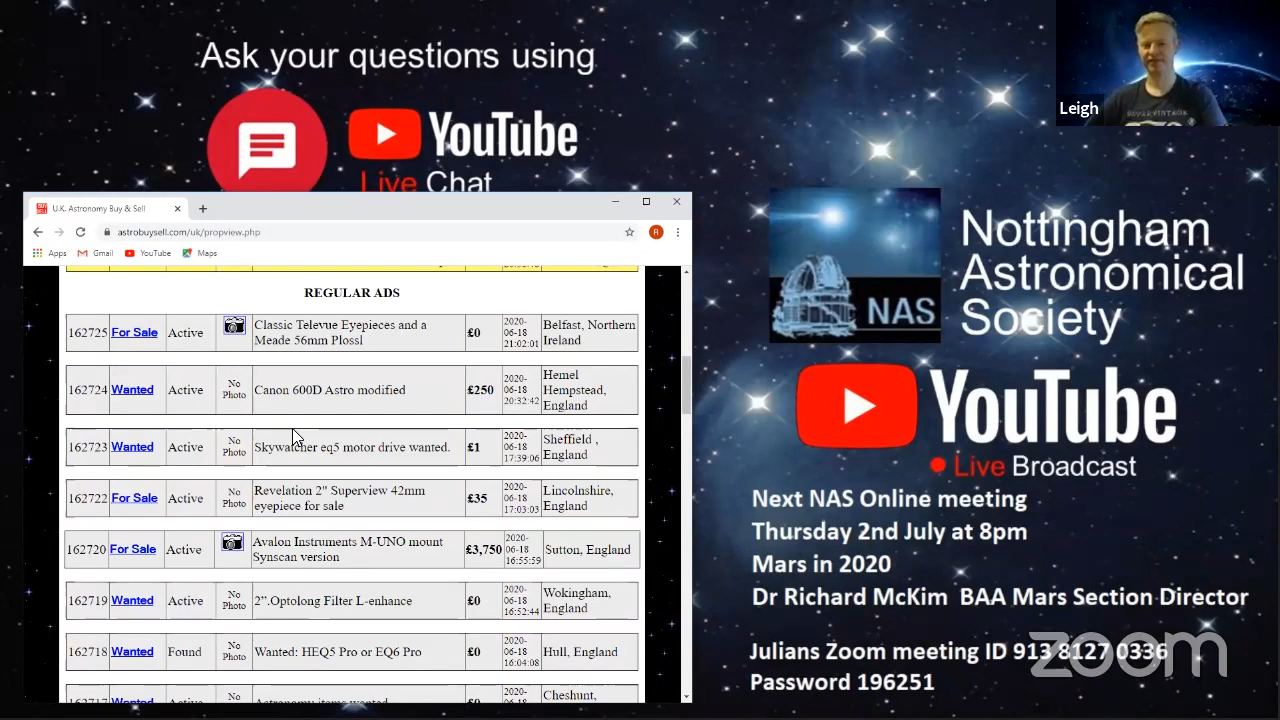 Ask your questions using
YouTube
Live Chat
Leigh
U.K. Astronomy Buy & Sell
astrobuysell.com/uk/propview.php
R
Apps Gmail YouTube Maps
REGULAR ADS
162725 For Sale Active Classic Televue Eyepieces and a Meade 56mm Plossl £0 2020-06-18 21:02:01 Belfast, Northern Ireland
162724 Wanted Active No Photo Canon 600D Astro modified £250 2020-06-18 20:32:42 Hemel Hempstead, England
162723 Wanted Active No Photo Skywatcher eq5 motor drive wanted. £1 2020-06-18 17:39:06 Sheffield , England
162722 For Sale Active No Photo Revelation 2" Superview 42mm eyepiece for sale £35 2020-06-18 17:03:03 Lincolnshire, England
162720 For Sale Active Avalon Instruments M-UNO mount Synscan version £3,750 2020-06-18 16:55:59 Sutton, England
162719 Wanted Active No Photo 2”.Optolong Filter L-enhance £0 2020-06-18 16:52:44 Wokingham, England
162718 Wanted Found No Photo Wanted: HEQ5 Pro or EQ6 Pro £0 2020-06-18 16:04:08 Hull, England
162717 Wanted Active No Astronomy items wanted 2020- Cheshunt,
NAS
Nottingham
Astronomical
Society
YouTube
Live Broadcast
Next NAS Online meeting
Thursday 2nd July at 8pm
Mars in 2020
Dr Richard McKim BAA Mars Section Director
Julians Zoom meeting ID 913 8127 0336
Password 196251
zoom